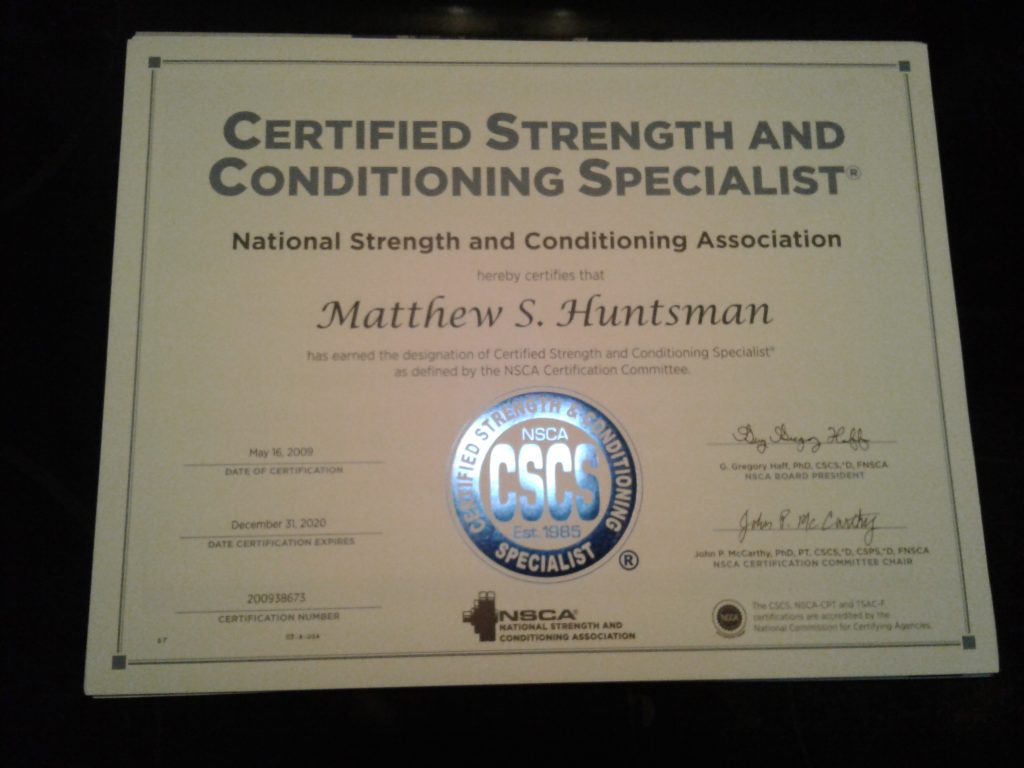 CERTIFIED STRENGTH AND
CONDITIONING SPECIALIST®
National Strength and Conditioning Association
hereby certifies that
Matthew S. Huntsman
has earned the designation of Certified Strength and Conditioning Specialist®
as defined by the NSCA Certification Committee.
May 16, 2009
DATE OF CERTIFICATION
December 31, 2020
DATE CERTIFICATION EXPIRES
200938673
CERTIFICATION NUMBER
CERTIFIED STRENGTH & CONDITIONING
NSCA
CSCS
Est. 1985
SPECIALIST
®
G. Gregory Haff, PhD, CSCS,*D, FNSCA
NSCA BOARD PRESIDENT
John P. McCarthy
John P. McCarthy, PhD, PT, CSCS,*D, CSPS,*D, FNSCA
NSCA CERTIFICATION COMMITTEE CHAIR
NSCA®
NATIONAL STRENGTH AND
CONDITIONING ASSOCIATION
NCCA
The CSCS, NSCA-CPT and TSAC-F
certifications are accredited by the
National Commission for Certifying Agencies.